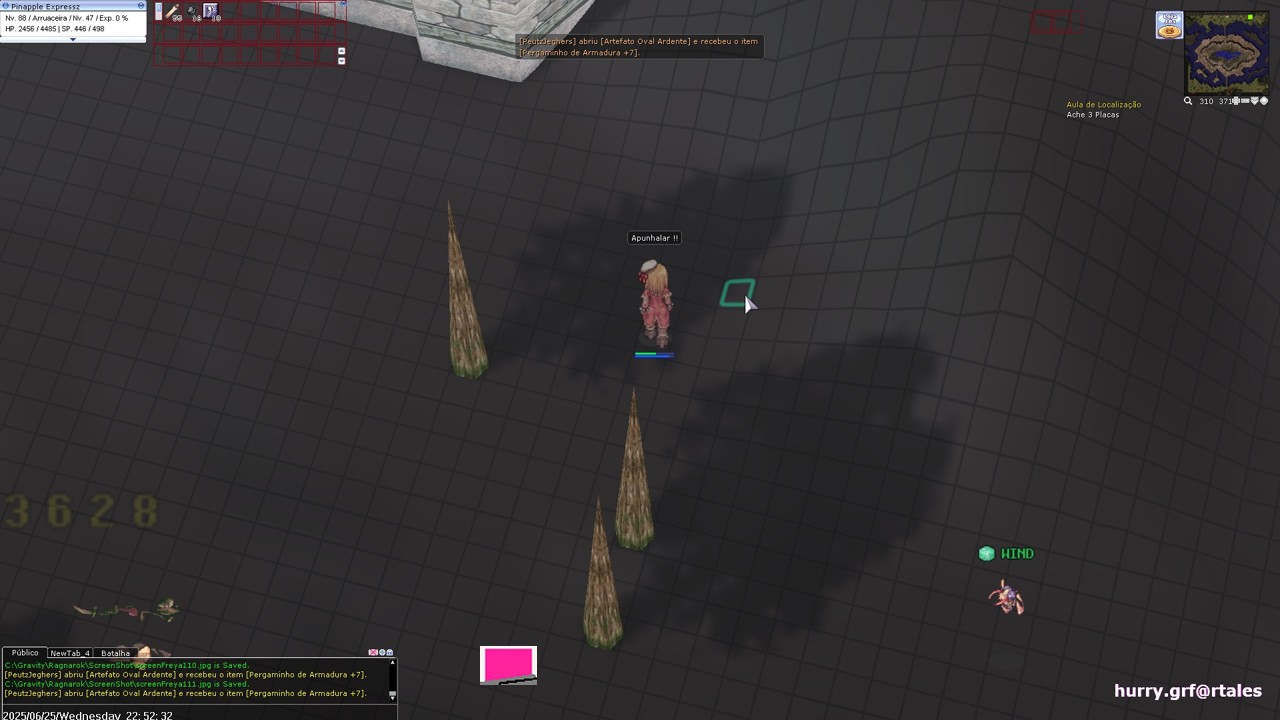 Pinapple Expressz
Nv. 88 / Arruaceira / Nv. 47 / Exp. 0 %
HP. 2456 / 4485 | SP. 446 / 498
[PeutzJeghers] abriu [Artefato Oval Ardente] e recebeu o item
[Pergaminho de Armadura +7].
310 371
Aula de Localização
Ache 3 Placas
Apunhalar !!
3628
WIND
Público NewTab_4 Batalha
C:\Gravity\Ragnarok\ScreenShot\screenFreya110.jpg is Saved.
[PeutzJeghers] abriu [Artefato Oval Ardente] e recebeu o item [Pergaminho de Armadura +7].
C:\Gravity\Ragnarok\ScreenShot\screenFreya111.jpg is Saved.
[PeutzJeghers] abriu [Artefato Oval Ardente] e recebeu o item [Pergaminho de Armadura +7].
2025/06/25/Wednesday 22:52:32
hurry.grf@rtales